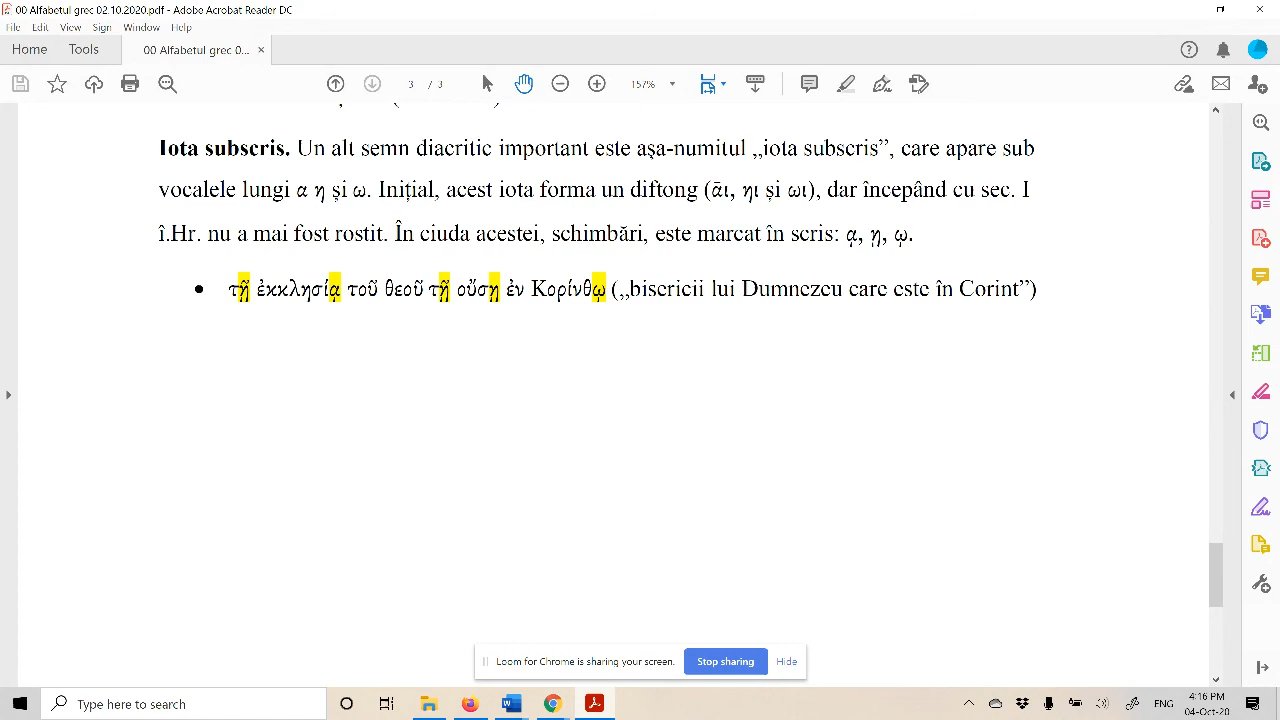 00 Alfabetul grec 02.10.2020.pdf - Adobe Acrobat Reader DC
File Edit View Sign Window Help
Home Tools 00 Alfabetul grec 0... ×
3 / 3 157%
Iota subscris. Un alt semn diacritic important este așa-numitul „iota subscris”, care apare sub
vocalele lungi α η și ω. Inițial, acest iota forma un diftong (ᾱι, ηι și ωι), dar începând cu sec. I
î.Hr. nu a mai fost rostit. În ciuda acestei, schimbări, este marcat în scris: ᾳ, ῃ, ῳ.
• τῇ ἐκκλησίᾳ τοῦ θεοῦ τῇ οὔσῃ ἐν Κορινθῳ („bisericii lui Dumnezeu care este în Corint”)
Loom for Chrome is sharing your screen. Stop sharing Hide
Type here to search
ENG
4:16 PM
04-Oct-20